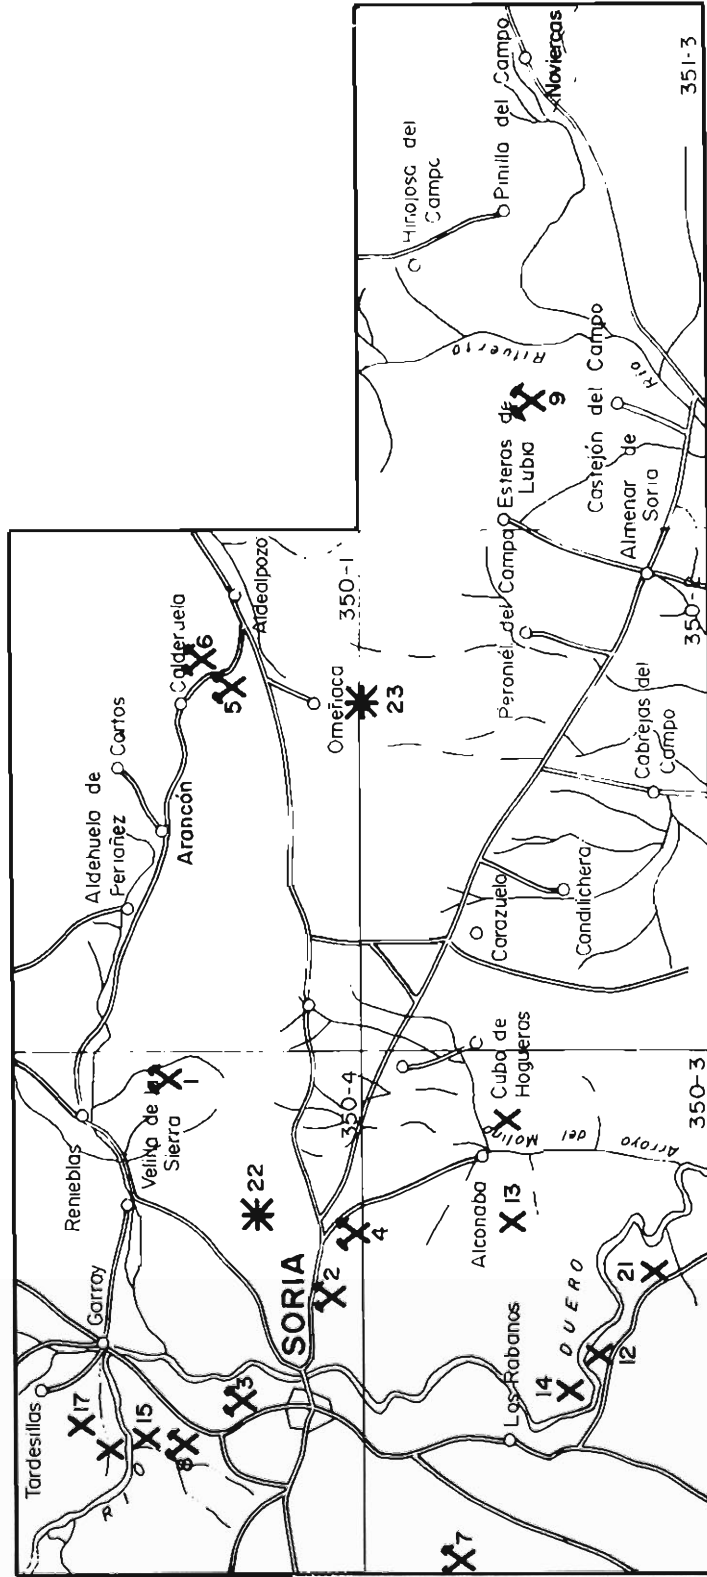 Tardesillas
Garray
Renieblas
Velilla de la
Sierra
Aldehuela de
Periañez
Cortos
Arancón
Calderuela
Aldealpozo
Omeñaca
17
15
8
3
RIO
1
22
SORIA
2
4
5
6
23
350-4
350-1
7
Los Rabanos
14
DUERO
12
21
13
Alconaba
Cubo de
Hogueras
Arroyo
del
Molino
350-3
Carazuelo
Candilichera
Cabrejas del
Campo
Peroniel del Campo
Esteras de
Lubia
9
Almenar de
Soria
Castejón del Campo
Rio
Rituerto
Hinojosa del
Campo
Pinilla del Campo
Noviercas
351-3